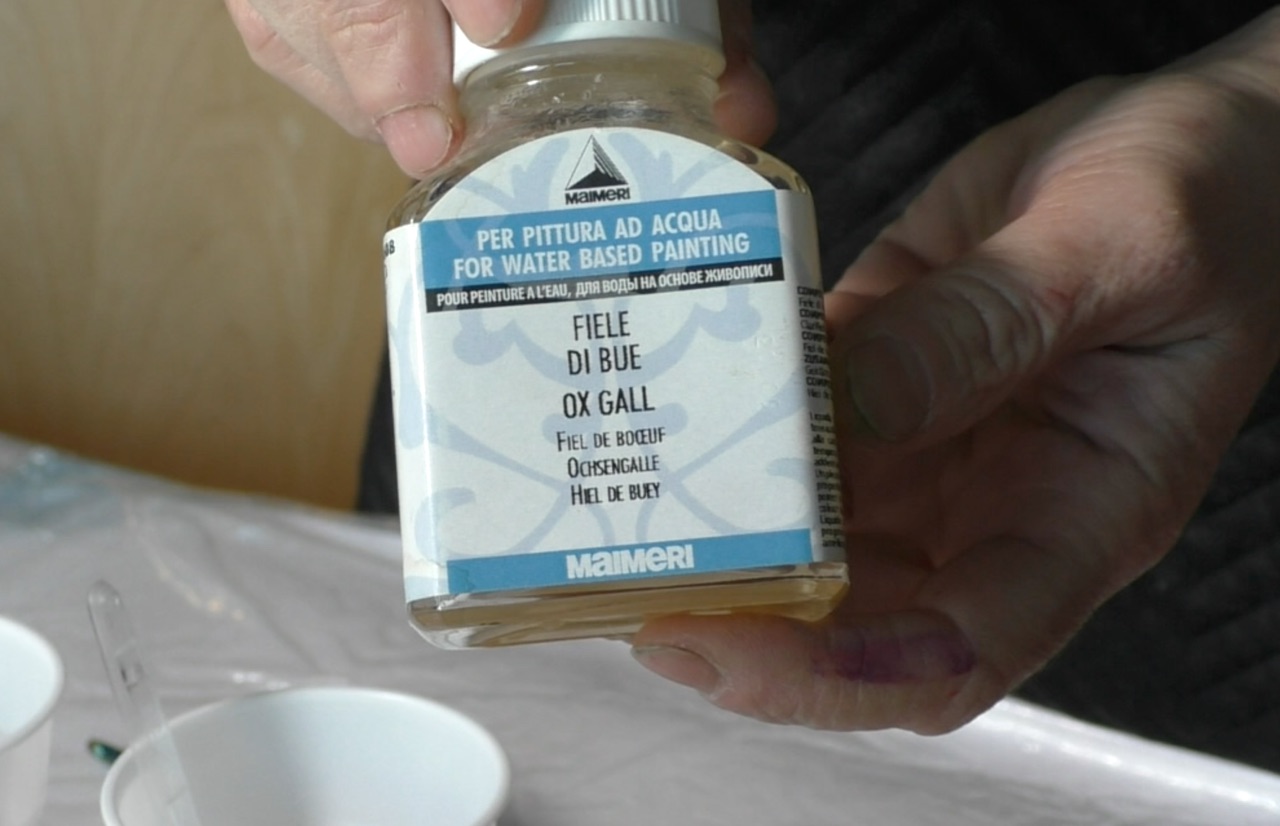 MAIMERI
PER PITTURA AD ACQUA
FOR WATER BASED PAINTING
POUR PEINTURE A L'EAU, ДЛЯ ВОДЫ НА ОСНОВЕ ЖИВОПИСИ
FIELE
DI BUE
OX GALL
FIEL DE BŒUF
OCHSENGALLE
HIEL DE BUEY
MAIMERI